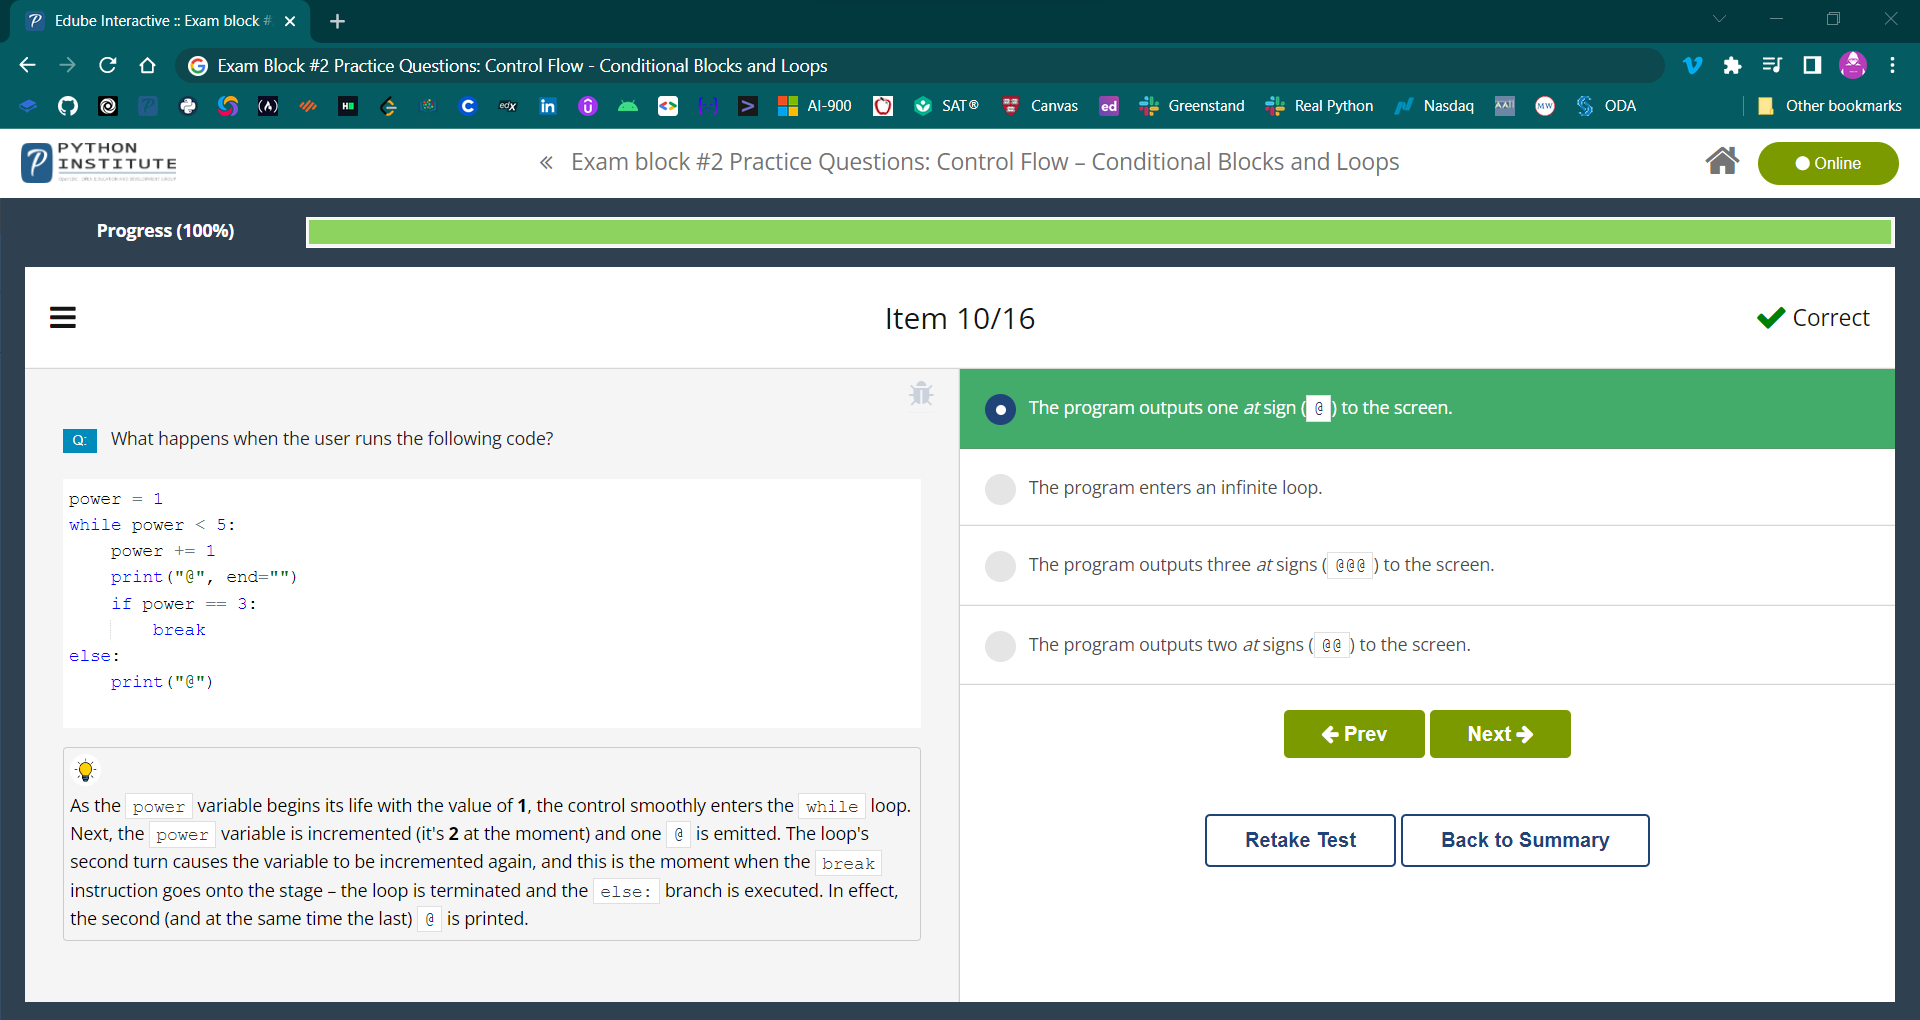 Edube Interactive :: Exam block #
Exam Block #2 Practice Questions: Control Flow - Conditional Blocks and Loops
AI-900
SAT®
Canvas
ed
Greenstand
Real Python
Nasdaq
ODA
Other bookmarks
PYTHON
INSTITUTE
« Exam block #2 Practice Questions: Control Flow – Conditional Blocks and Loops
Online
Progress (100%)
Item 10/16
Correct
Q: What happens when the user runs the following code?
power = 1
while power < 5:
    power += 1
    print("@", end="")
    if power == 3:
        break
else:
    print("@")
As the power variable begins its life with the value of 1, the control smoothly enters the while loop.
Next, the power variable is incremented (it's 2 at the moment) and one @ is emitted. The loop's
second turn causes the variable to be incremented again, and this is the moment when the break
instruction goes onto the stage – the loop is terminated and the else: branch is executed. In effect,
the second (and at the same time the last) @ is printed.
The program outputs one at sign (@) to the screen.
The program enters an infinite loop.
The program outputs three at signs (@@@) to the screen.
The program outputs two at signs (@@) to the screen.
Prev
Next
Retake Test
Back to Summary